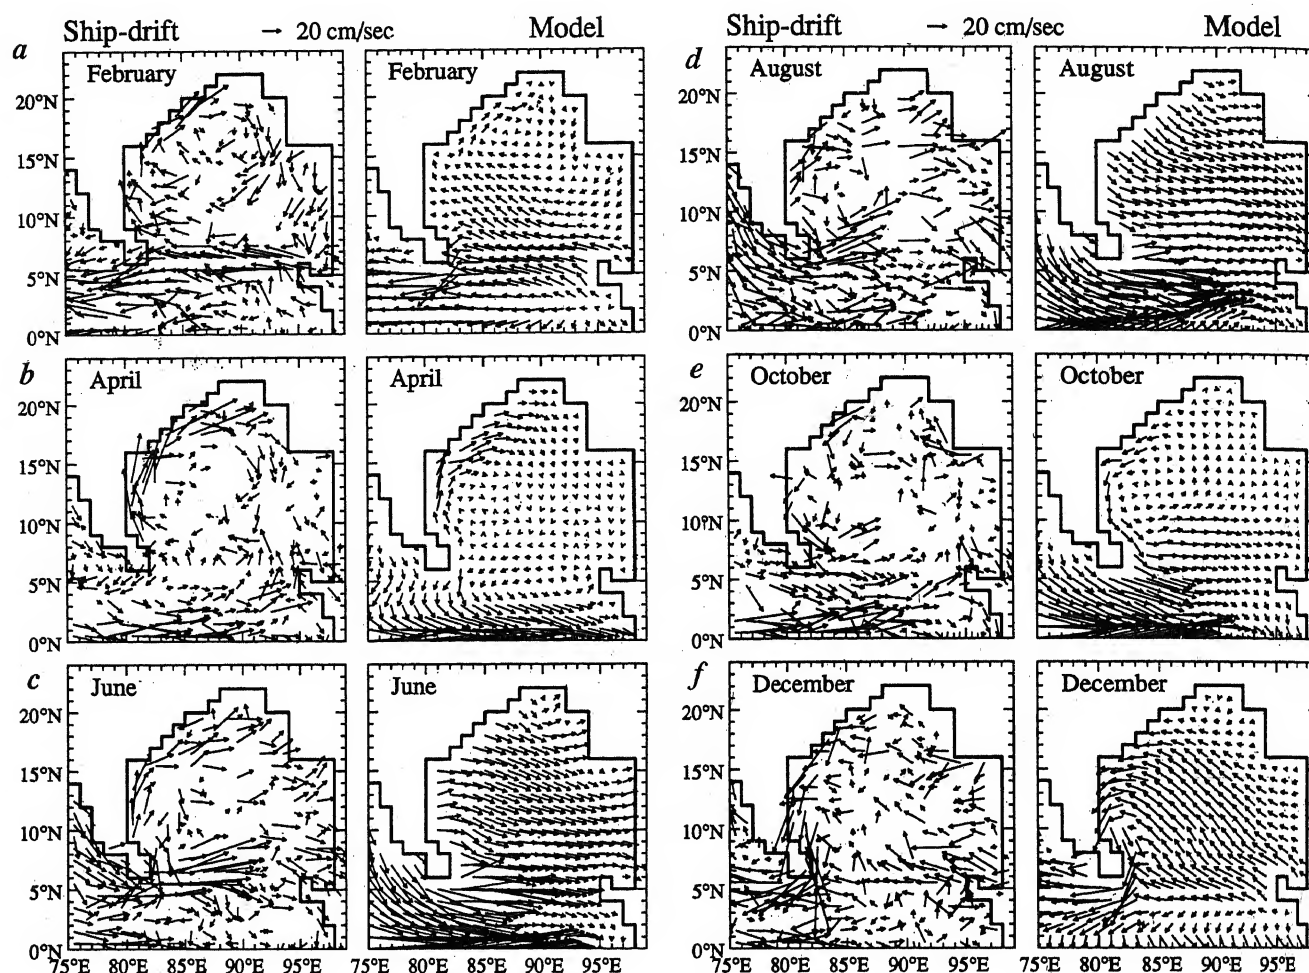 Ship-drift → 20 cm/sec Model
Ship-drift → 20 cm/sec Model
a
February
February
20°N
15°N
10°N
5°N
0°N
d
August
August
20°N
15°N
10°N
5°N
0°N
b
April
April
20°N
15°N
10°N
5°N
0°N
e
October
October
20°N
15°N
10°N
5°N
0°N
c
June
June
20°N
15°N
10°N
5°N
0°N
75°E 80°E 85°E 90°E 95°E 75°E 80°E 85°E 90°E 95°E
f
December
December
20°N
15°N
10°N
5°N
0°N
75°E 80°E 85°E 90°E 95°E 75°E 80°E 85°E 90°E 95°E